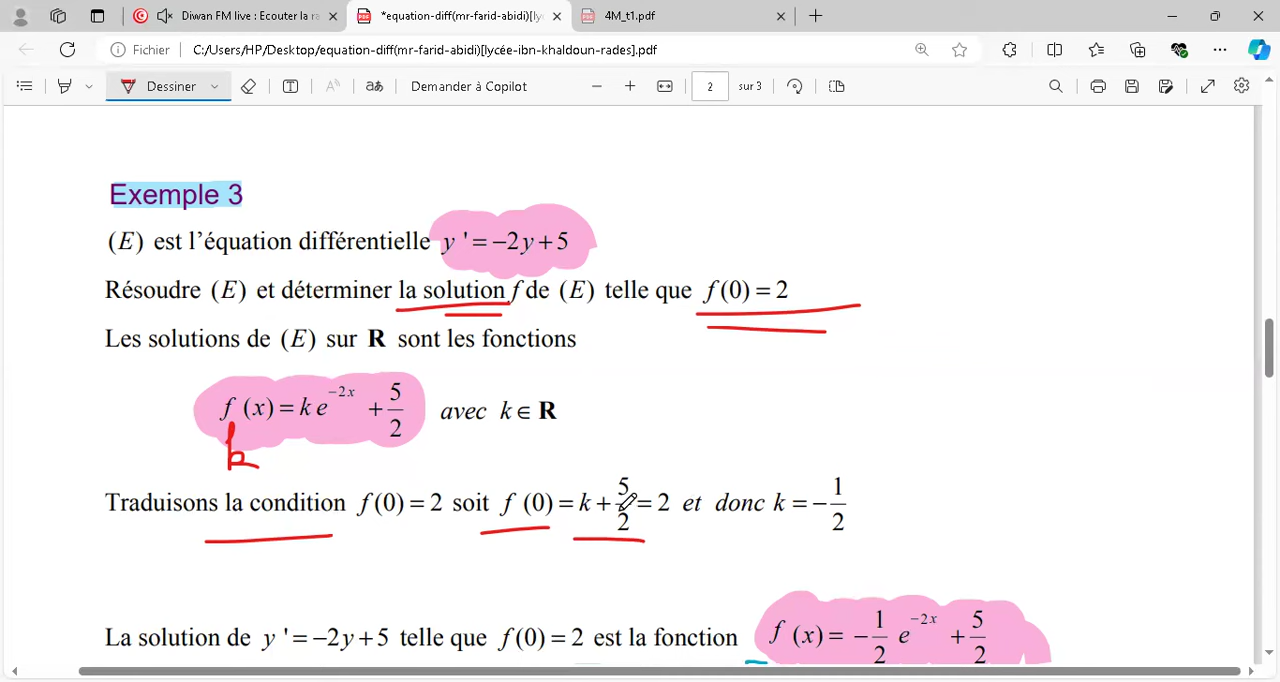 Diwan FM live : Ecouter la ra
*equation-diff(mr-farid-abidi)[lyc
4M_t1.pdf
Fichier
C:/Users/HP/Desktop/equation-diff(mr-farid-abidi)[lycée-ibn-khaldoun-rades].pdf
Dessiner
aあ
Demander à Copilot
2 sur 3
Exemple 3
(E) est l'équation différentielle y ' = −2y + 5
Résoudre (E) et déterminer la solution f de (E) telle que f(0) = 2
Les solutions de (E) sur R sont les fonctions
f (x) = k e^{−2x} + 5/2 avec k ∈ R
k
Traduisons la condition f(0) = 2 soit f (0) = k + 5/2 = 2 et donc k = −1/2
La solution de y ' = −2y + 5 telle que f(0) = 2 est la fonction f (x) = −1/2 e^{−2x} + 5/2